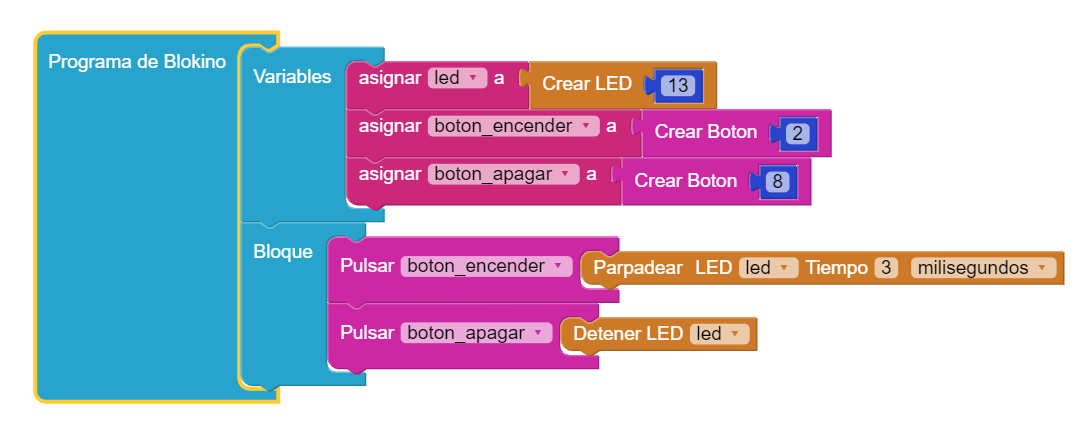 Programa de Blokino
Variables
asignar led a Crear LED 13
asignar boton_encender a Crear Boton 2
asignar boton_apagar a Crear Boton 8
Bloque
Pulsar boton_encender Parpadear LED led Tiempo 3 milisegundos
Pulsar boton_apagar Detener LED led